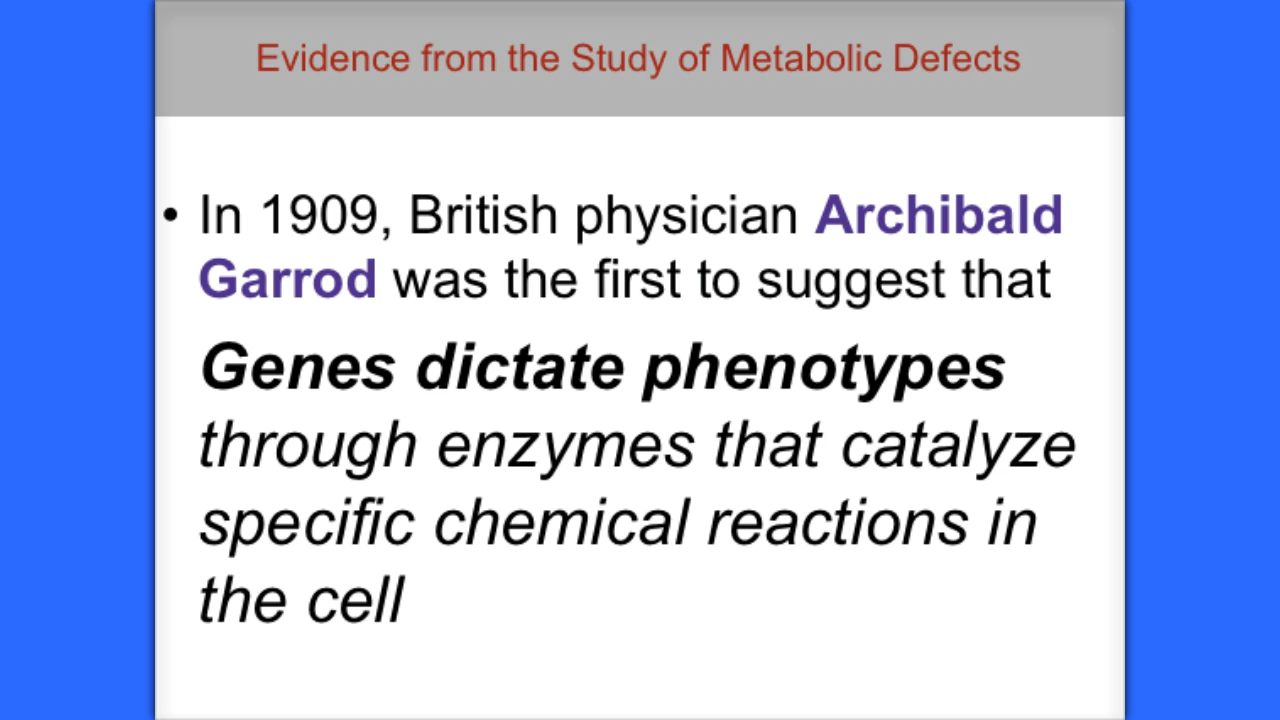 Evidence from the Study of Metabolic Defects
• In 1909, British physician Archibald
Garrod was the first to suggest that
Genes dictate phenotypes
through enzymes that catalyze
specific chemical reactions in
the cell